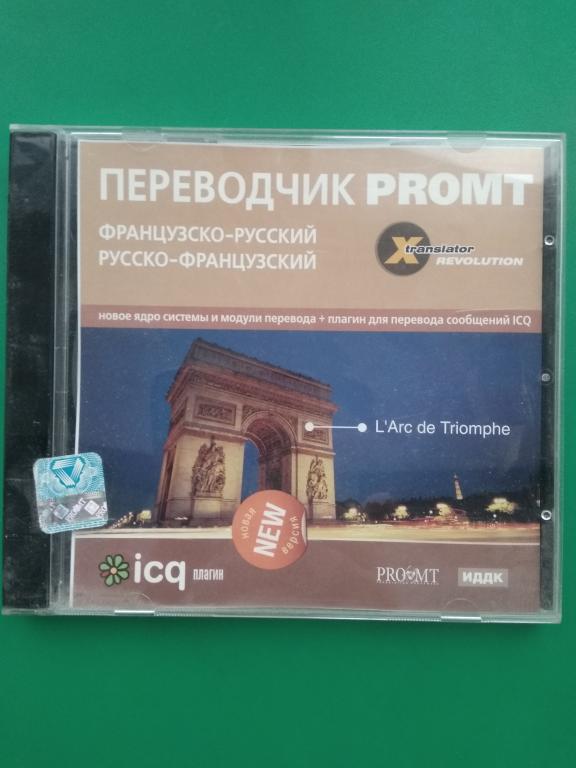 ПЕРЕВОДЧИК PROMT
ФРАНЦУЗСКО-РУССКИЙ
РУССКО-ФРАНЦУЗСКИЙ
Xtranslator
REVOLUTION
новое ядро системы и модули перевода + плагин для перевода сообщений ICQ
L'Arc de Triomphe
новая
NEW
версия
icq плагин
PROMT
ИДДК